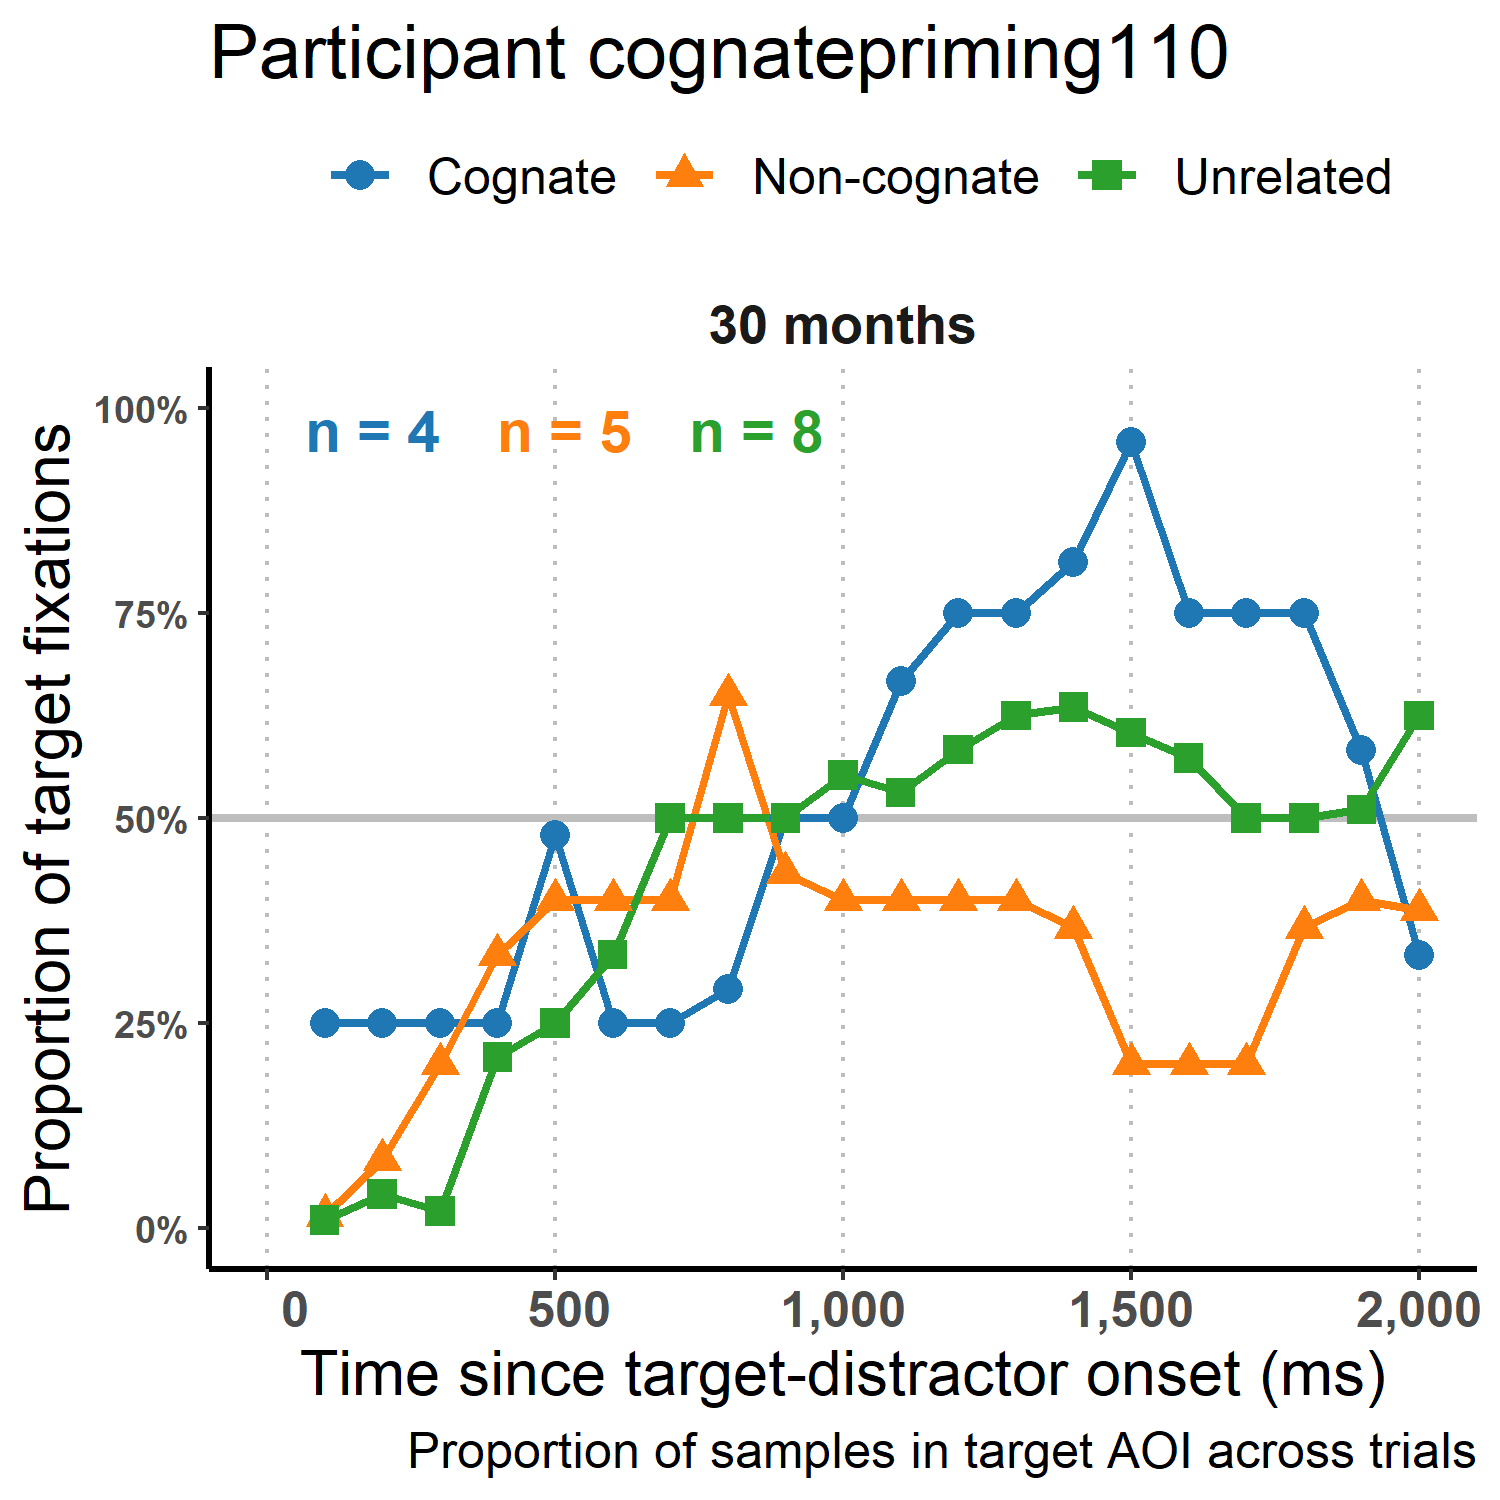 Participant cognatepriming110
Cognate Non-cognate Unrelated
30 months
n = 4 n = 5 n = 8
Proportion of target fixations
100%
75%
50%
25%
0%
0 500 1,000 1,500 2,000
Time since target-distractor onset (ms)
Proportion of samples in target AOI across trials